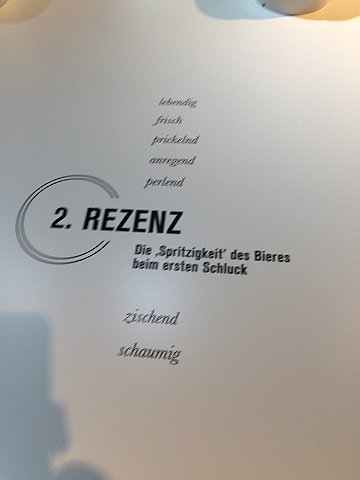 lebendig
frisch
prickelnd
anregend
perlend
2. REZENZ
Die ‚Spritzigkeit' des Bieres
beim ersten Schluck
zischend
schaumig